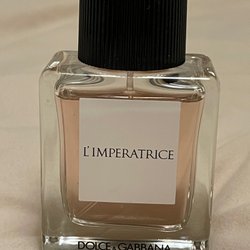 L'IMPERATRICE
DOLCE & GABBANA